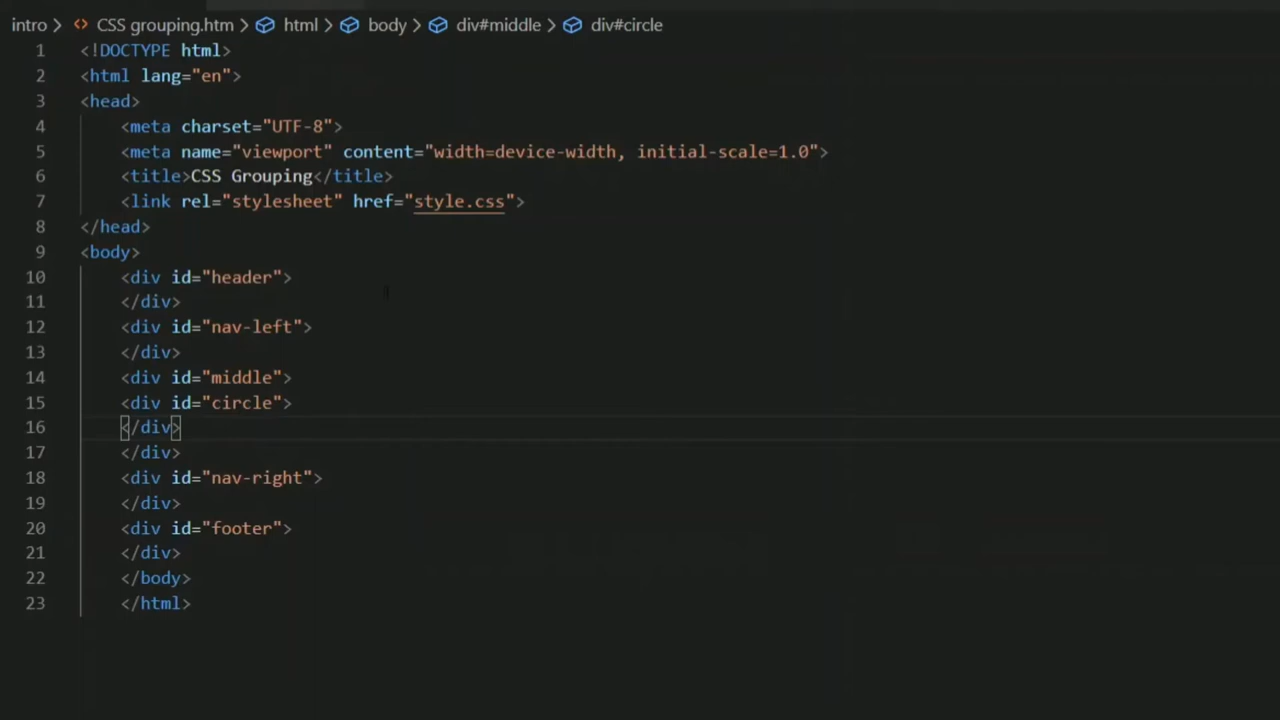 intro > <> CSS grouping.htm > html > body > div#middle > div#circle
1 <!DOCTYPE html>
2 <html lang="en">
3 <head>
4     <meta charset="UTF-8">
5     <meta name="viewport" content="width=device-width, initial-scale=1.0">
6     <title>CSS Grouping</title>
7     <link rel="stylesheet" href="style.css">
8 </head>
9 <body>
10     <div id="header">
11     </div>
12     <div id="nav-left">
13     </div>
14     <div id="middle">
15     <div id="circle">
16     </div>
17     </div>
18     <div id="nav-right">
19     </div>
20     <div id="footer">
21     </div>
22     </body>
23     </html>